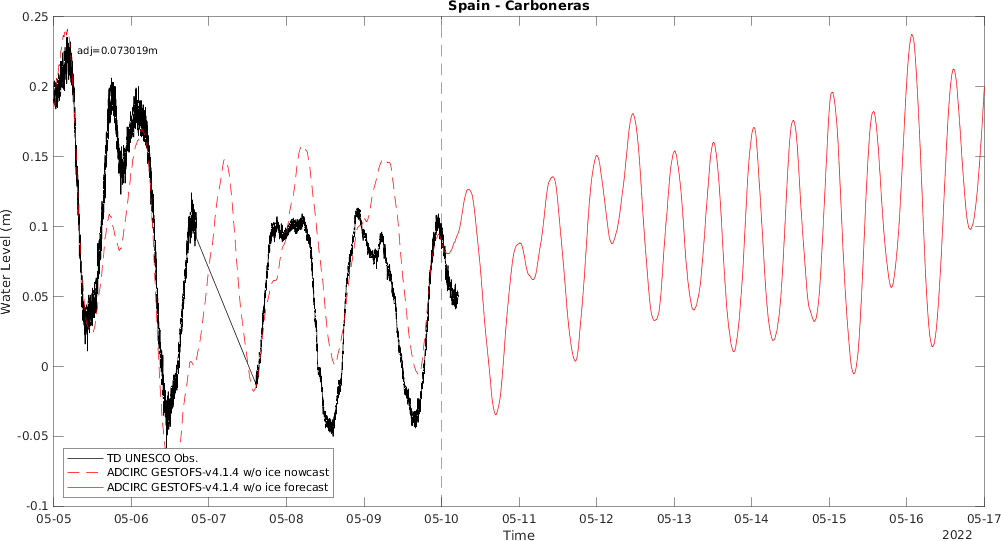 Spain - Carboneras
0.25
adj=0.073019m
0.2
0.15
0.1
0.05
0
-0.05
-0.1
Water Level (m)
TD UNESCO Obs.
ADCIRC GESTOFS-v4.1.4 w/o ice nowcast
ADCIRC GESTOFS-v4.1.4 w/o ice forecast
05-05 05-06 05-07 05-08 05-09 05-10 05-11 05-12 05-13 05-14 05-15 05-16 05-17
Time
2022